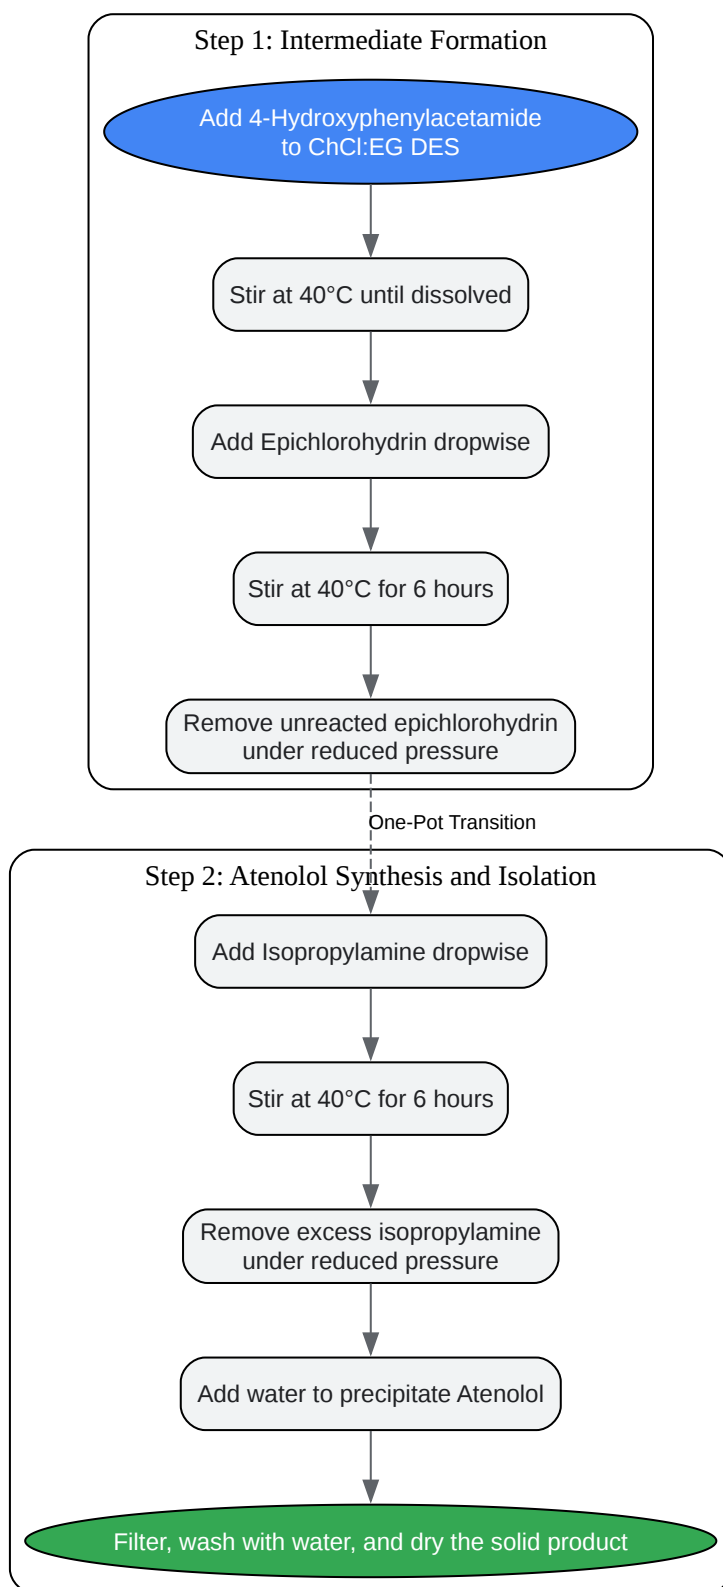 Step 1: Intermediate Formation
Add 4-Hydroxyphenylacetamide
to ChCl:EG DES
Stir at 40°C until dissolved
Add Epichlorohydrin dropwise
Stir at 40°C for 6 hours
Remove unreacted epichlorohydrin
under reduced pressure
One-Pot Transition
Step 2: Atenolol Synthesis and Isolation
Add Isopropylamine dropwise
Stir at 40°C for 6 hours
Remove excess isopropylamine
under reduced pressure
Add water to precipitate Atenolol
Filter, wash with water, and dry the solid product